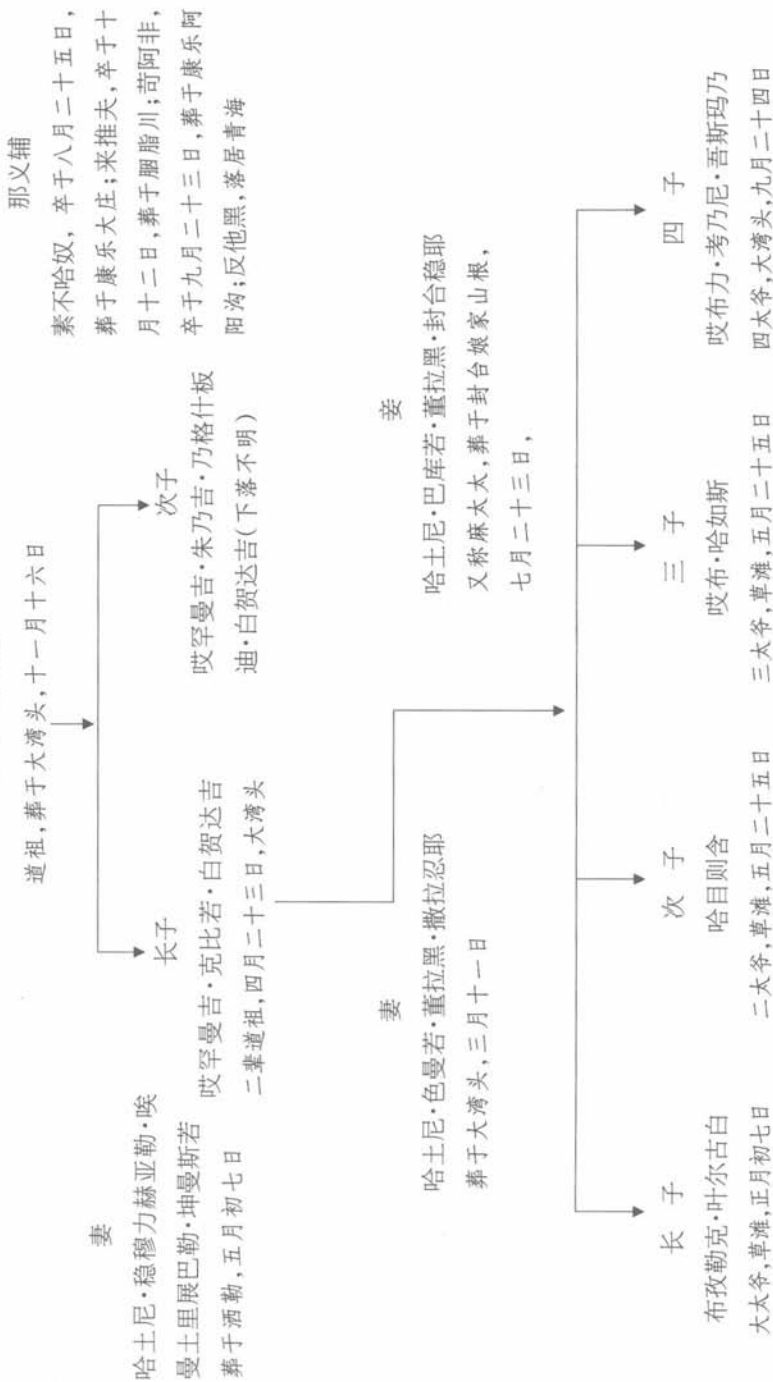 道祖,葬于大湾头,十一月十六日
那义辅
素不哈奴,卒于八月二十五日,
葬于康乐大庄;来推夫,卒于十
月十二日,葬于胭脂川;苛阿非,
卒于九月二十三日,葬于康乐阿
阳沟;反他黑,落居青海
妻
哈土尼·稳穆力赫亚勒·唉
曼土里展巴勒·坤曼斯若
葬于洒勒,五月初七日
长子
哎罕曼吉·克比若·白贺达吉
二辈道祖,四月二十三日,大湾头
次子
哎罕曼吉·朱乃吉·乃格什板
迪·白贺达吉(下落不明)
妻
哈土尼·色曼若·董拉黑·撒拉忍耶
葬于大湾头,三月十一日
妾
哈土尼·巴库若·董拉黑·封台稳耶
又称麻太太,葬于封台娘家山根,
七月二十三日,
长 子
布孜勒克·叶尔古白
大太爷,草滩,正月初七日
次 子
哈目则含
二太爷,草滩,五月二十五日
三 子
哎布·哈如斯
三太爷,草滩,五月二十五日
四 子
哎布力·考乃尼·吾斯玛乃
四太爷,大湾头,九月二十四日